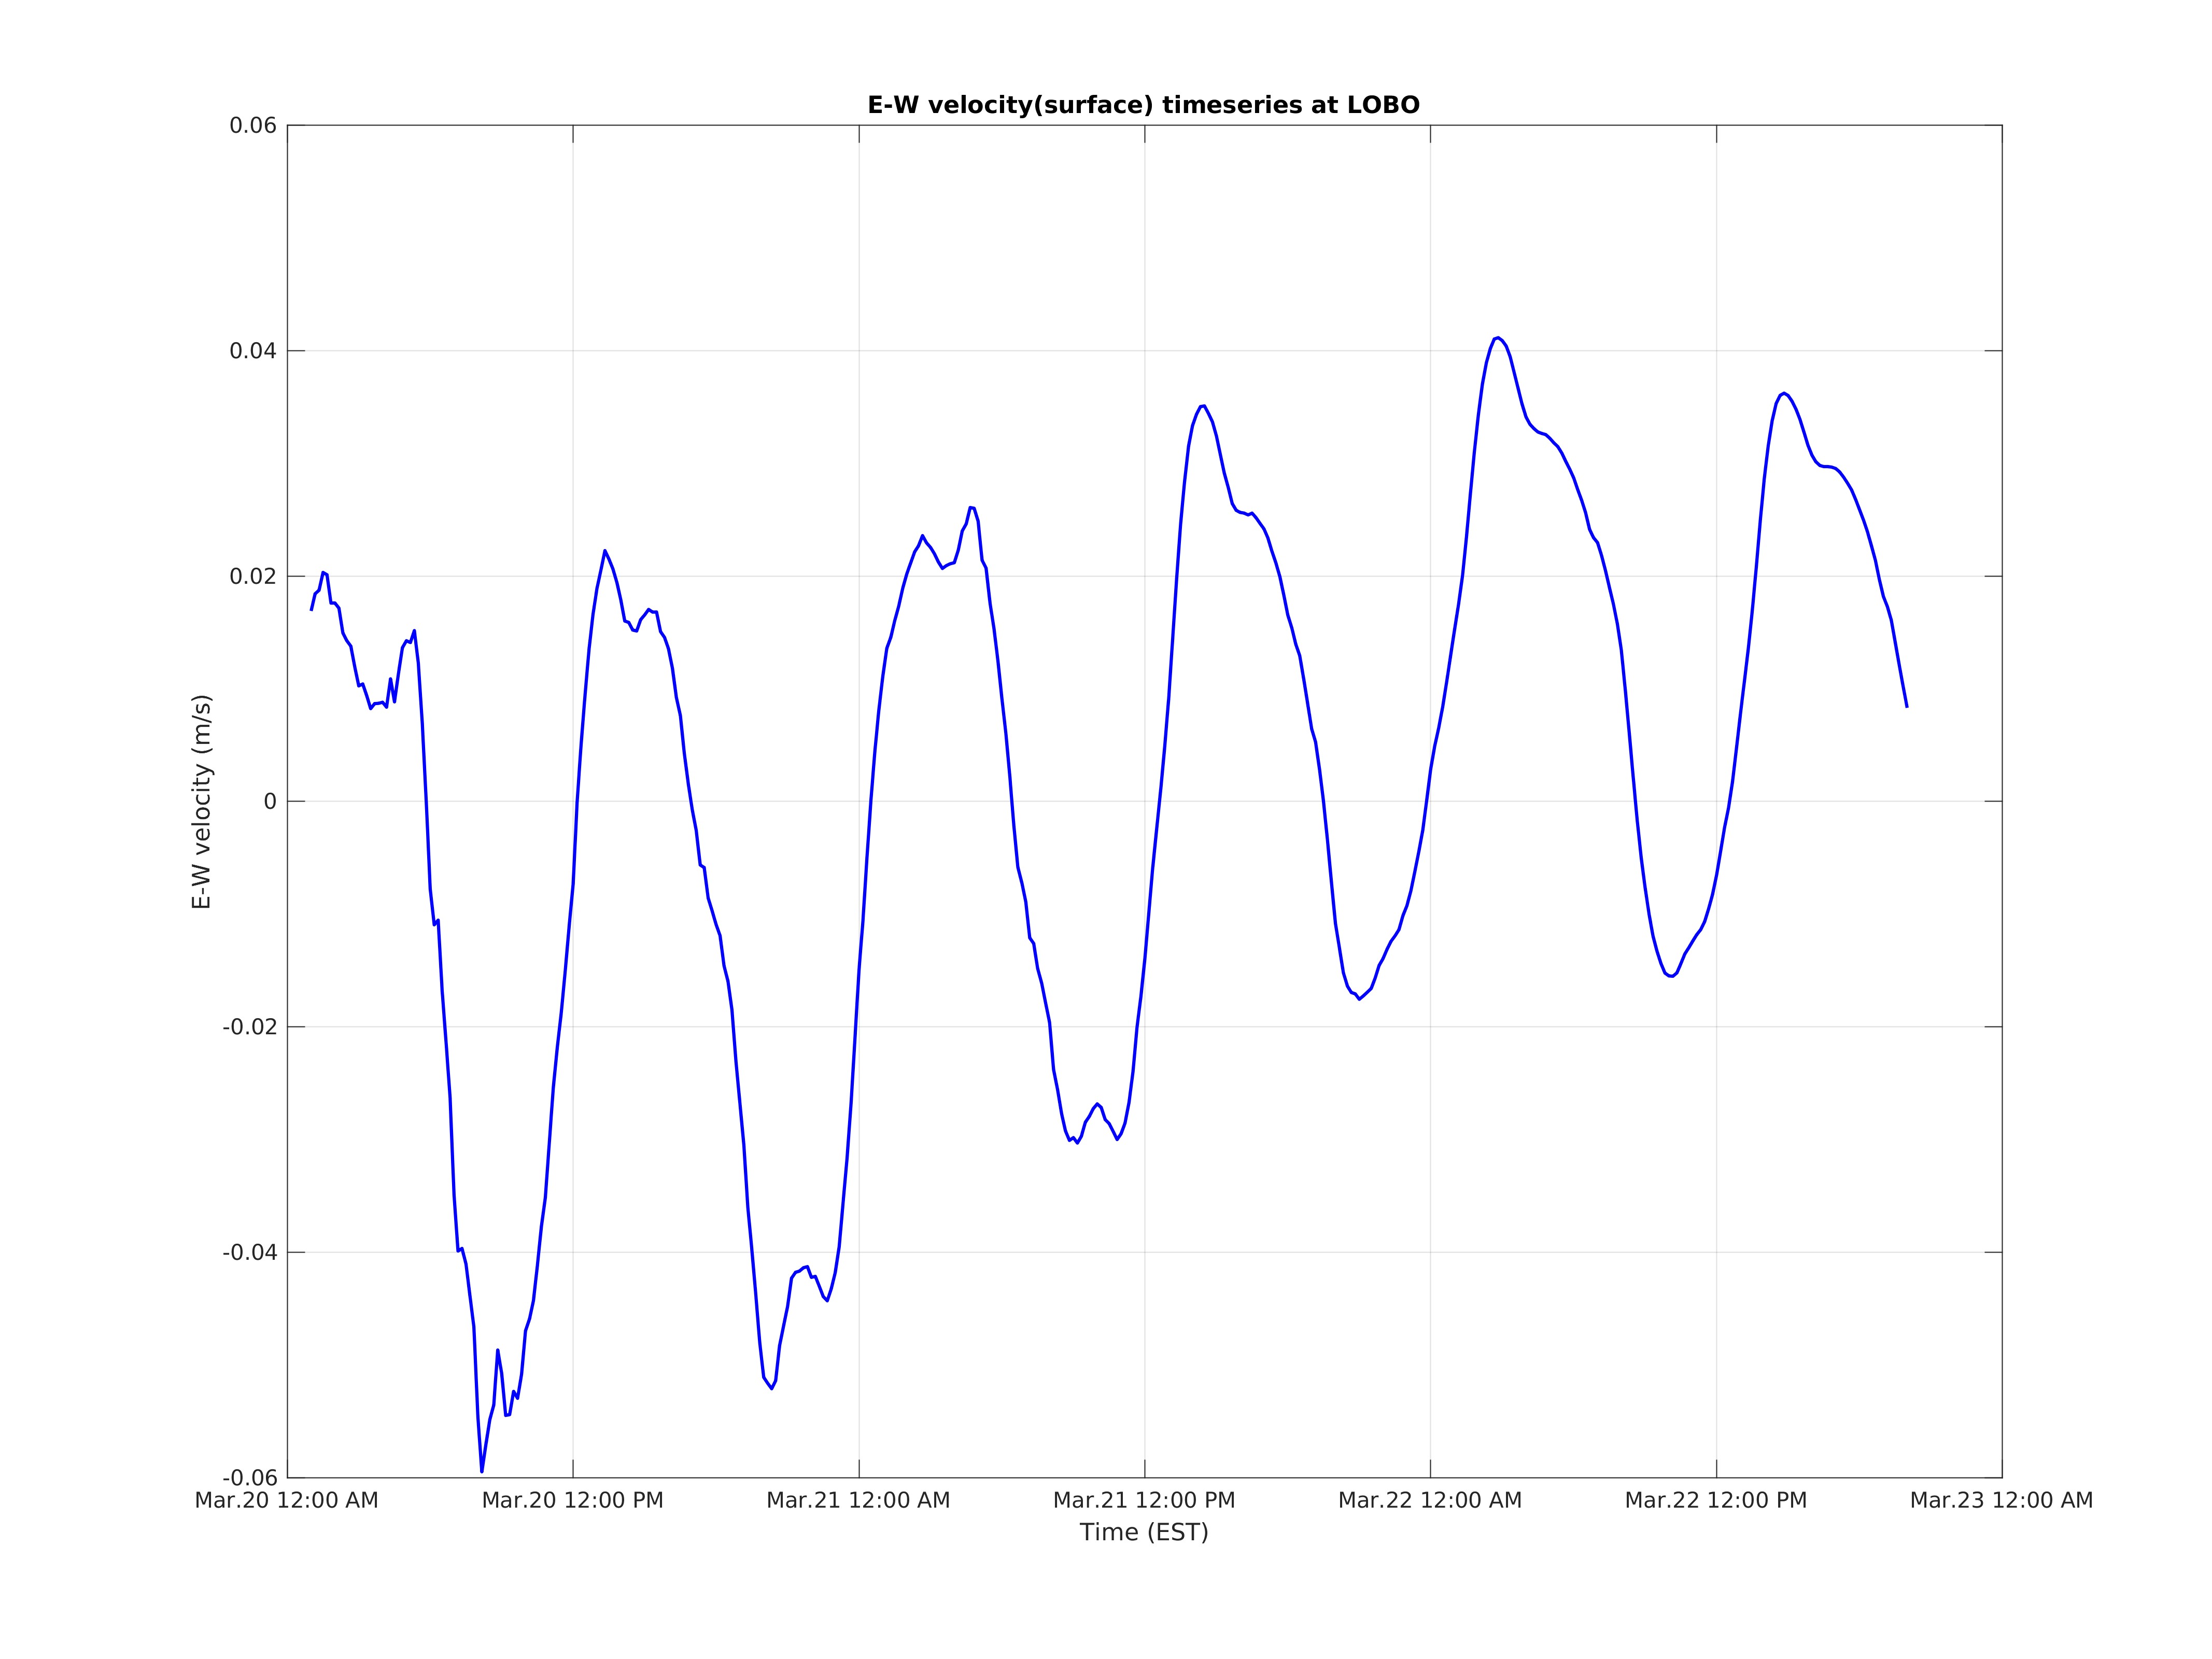 E-W velocity(surface) timeseries at LOBO
0.06
0.04
0.02
0
-0.02
-0.04
-0.06
E-W velocity (m/s)
Mar.20 12:00 AM Mar.20 12:00 PM Mar.21 12:00 AM Mar.21 12:00 PM Mar.22 12:00 AM Mar.22 12:00 PM Mar.23 12:00 AM
Time (EST)